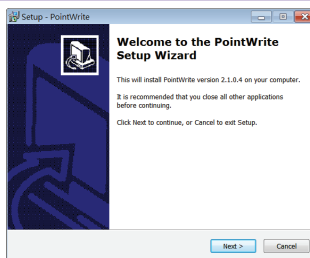 Setup - PointWrite
Welcome to the PointWrite
Setup Wizard
This will install PointWrite version 2.1.0.4 on your computer.
It is recommended that you close all other applications
before continuing.
Click Next to continue, or Cancel to exit Setup.
Next >
Cancel